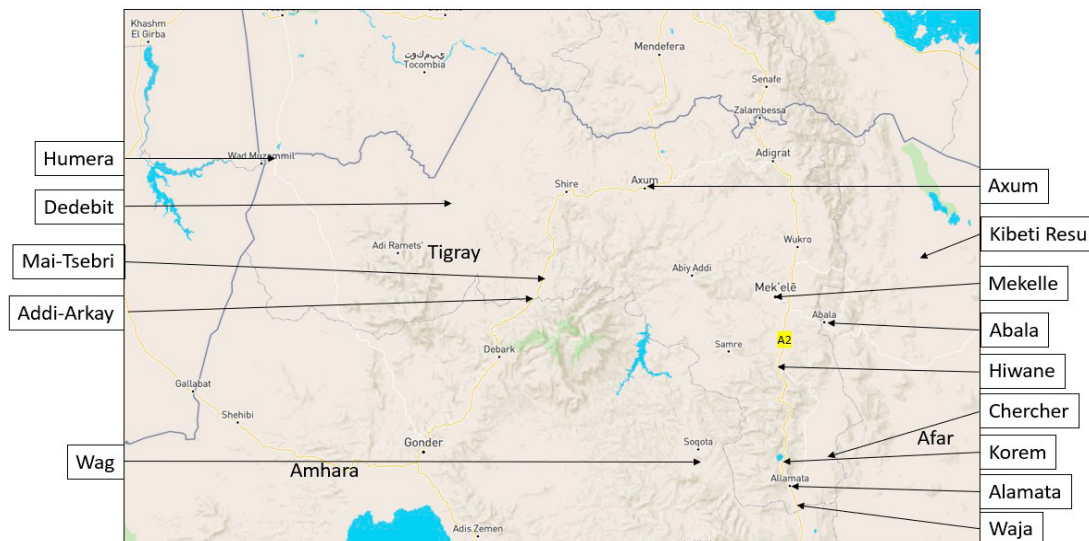 Khashm
El Girba
Mendefera
تيكومبيا
Tocombia
Senafe
Zalambessa
Humera
Wad Muzammil
Adigrat
Dedebit
Shire
Axum
Axum
Kibeti Resu
Mai-Tsebri
Adi Ramets'
Tigray
Wukro
Abiy Addi
Mek'elē
Mekelle
Addi-Arkay
Abala
Abala
A2
Samre
Debark
Hiwane
Gallabat
Shehibi
Chercher
Gonder
Soqota
Afar
Wag
Amhara
Korem
Allamata
Alamata
Waja
Adis Zemen